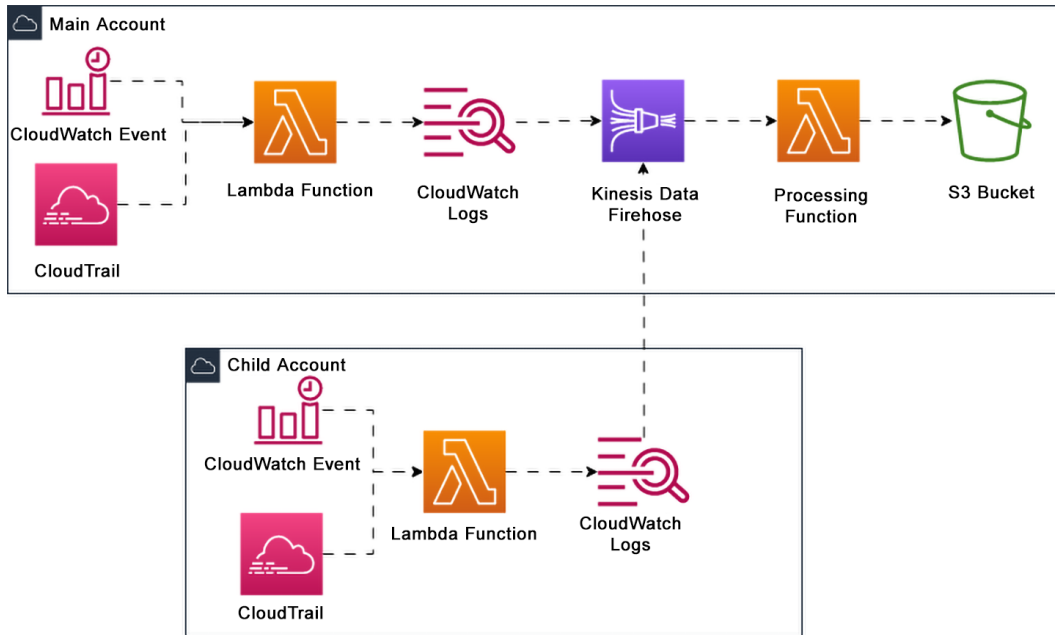 Main Account
CloudWatch Event
CloudTrail
Lambda Function
CloudWatch
Logs
Kinesis Data
Firehose
Processing
Function
S3 Bucket
Child Account
CloudWatch Event
CloudTrail
Lambda Function
CloudWatch
Logs